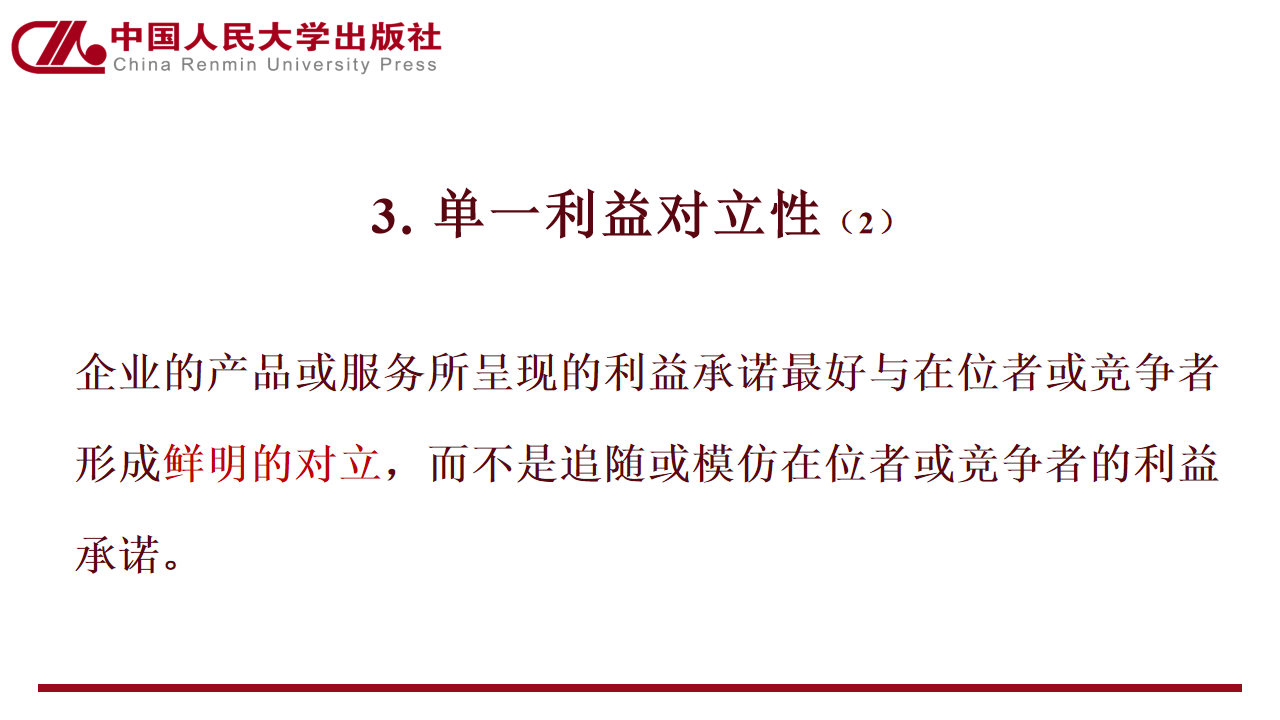 中国人民大学出版社
China Renmin University Press
3. 单一利益对立性（2）
企业的产品或服务所呈现的利益承诺最好与在位者或竞争者
形成鲜明的对立，而不是追随或模仿在位者或竞争者的利益
承诺。